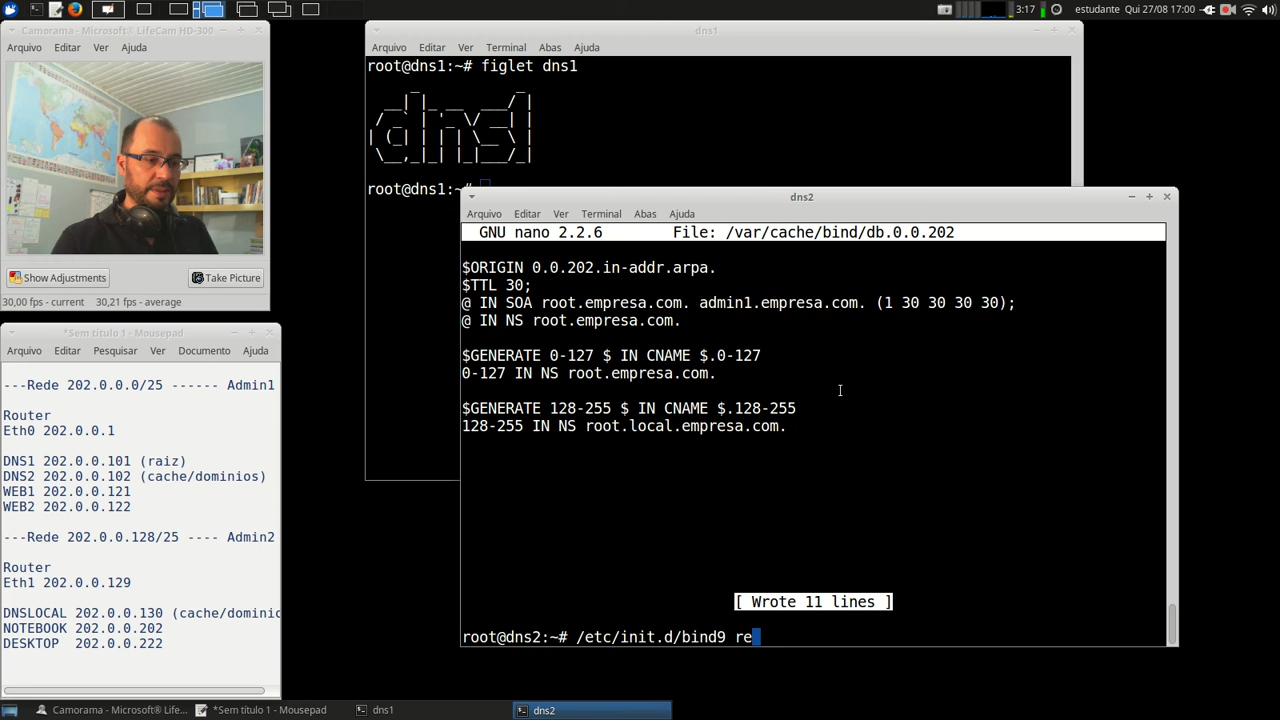 3:17 estudante Qui 27/08 17:00
Camorama - Microsoft® LifeCam HD-300
Arquivo Editar Ver Ajuda
Show Adjustments Take Picture
30,00 fps - current 30,21 fps - average
*Sem título 1 - Mousepad
Arquivo Editar Pesquisar Ver Documento Ajuda
---Rede 202.0.0.0/25 ------ Admin1
Router
Eth0 202.0.0.1
DNS1 202.0.0.101 (raiz)
DNS2 202.0.0.102 (cache/dominios)
WEB1 202.0.0.121
WEB2 202.0.0.122
---Rede 202.0.0.128/25 ---- Admin2
Router
Eth1 202.0.0.129
DNSLOCAL 202.0.0.130 (cache/dominic
NOTEBOOK 202.0.0.202
DESKTOP 202.0.0.222
dns1
Arquivo Editar Ver Terminal Abas Ajuda
root@dns1:~# figlet dns1
dns1
root@dns1:~#
dns2
Arquivo Editar Ver Terminal Abas Ajuda
GNU nano 2.2.6 File: /var/cache/bind/db.0.0.202
$ORIGIN 0.0.202.in-addr.arpa.
$TTL 30;
@ IN SOA root.empresa.com. admin1.empresa.com. (1 30 30 30 30);
@ IN NS root.empresa.com.
$GENERATE 0-127 $ IN CNAME $.0-127
0-127 IN NS root.empresa.com.
$GENERATE 128-255 $ IN CNAME $.128-255
128-255 IN NS root.local.empresa.com.
[ Wrote 11 lines ]
root@dns2:~# /etc/init.d/bind9 re
Camorama - Microsoft® LifeC... *Sem título 1 - Mousepad dns1 dns2